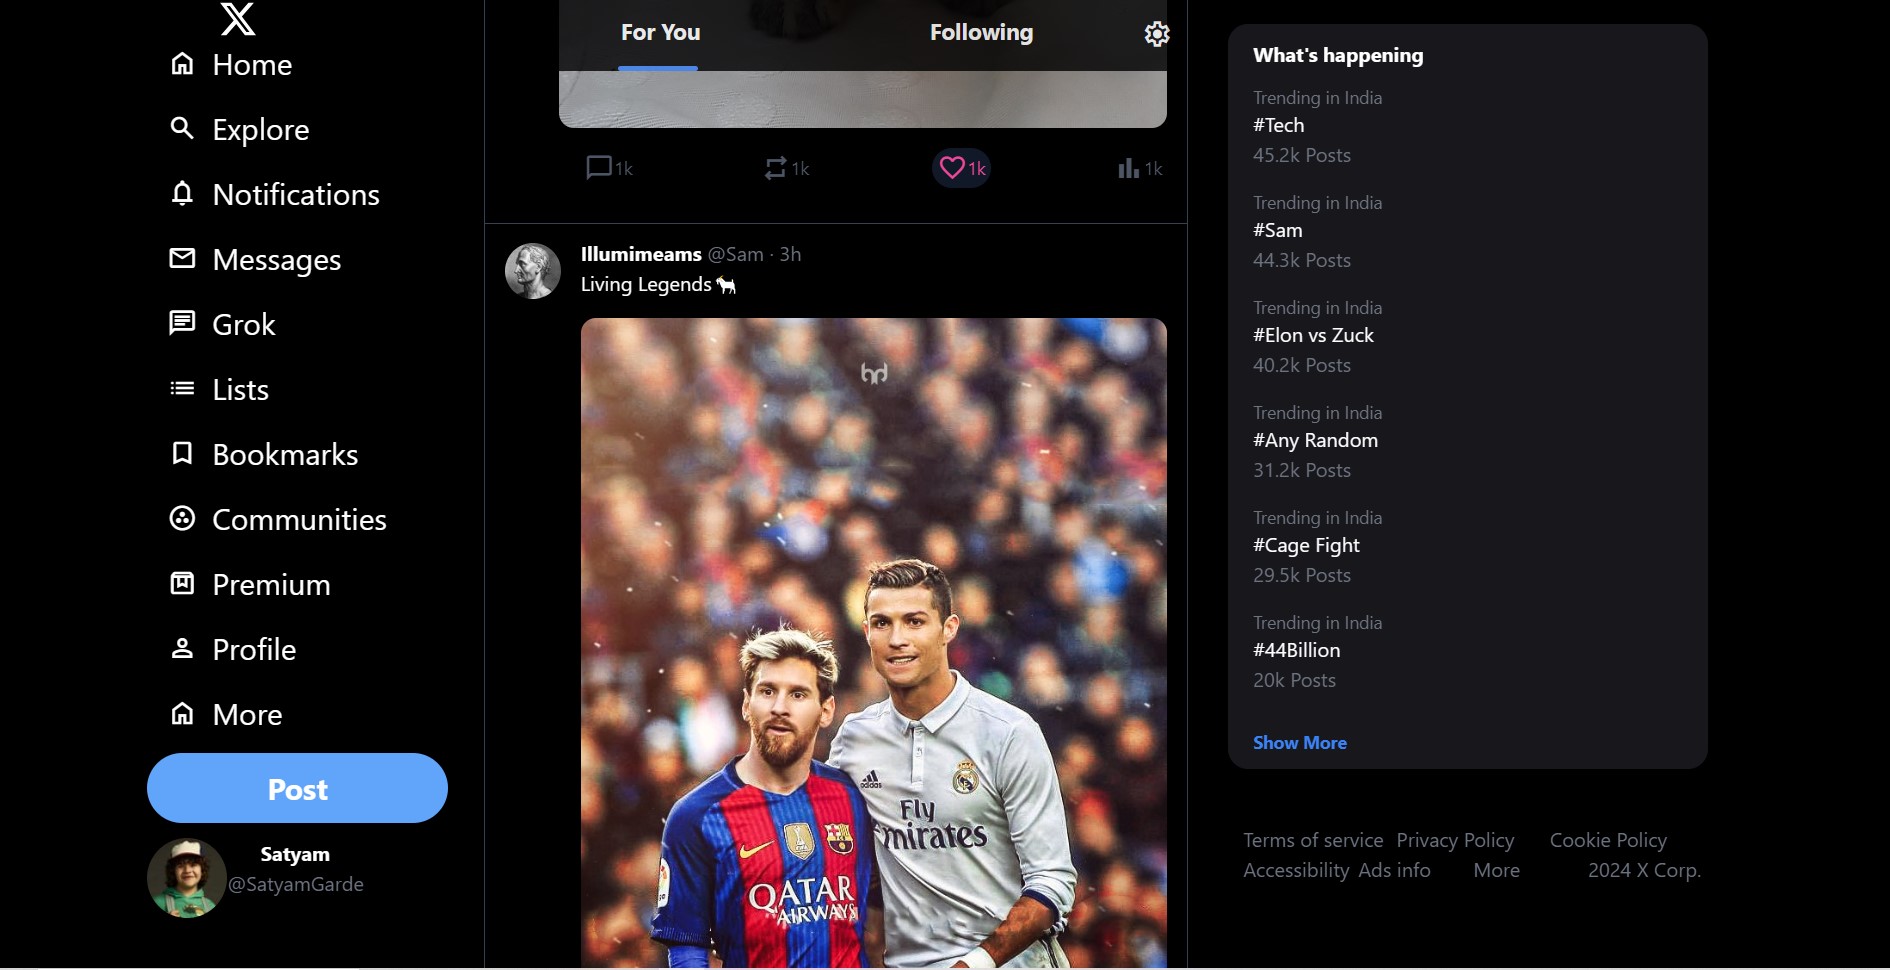 Home
Explore
Notifications
Messages
Grok
Lists
Bookmarks
Communities
Premium
Profile
More
Post
Satyam
@SatyamGarde
For You
Following
1k
1k
1k
1k
Illumimeams @Sam · 3h
Living Legends🐐
adidas
Fly
Emirates
QATAR
AIRWAYS
What's happening
Trending in India
#Tech
45.2k Posts
Trending in India
#Sam
44.3k Posts
Trending in India
#Elon vs Zuck
40.2k Posts
Trending in India
#Any Random
31.2k Posts
Trending in India
#Cage Fight
29.5k Posts
Trending in India
#44Billion
20k Posts
Show More
Terms of service Privacy Policy Cookie Policy
Accessibility Ads info More 2024 X Corp.